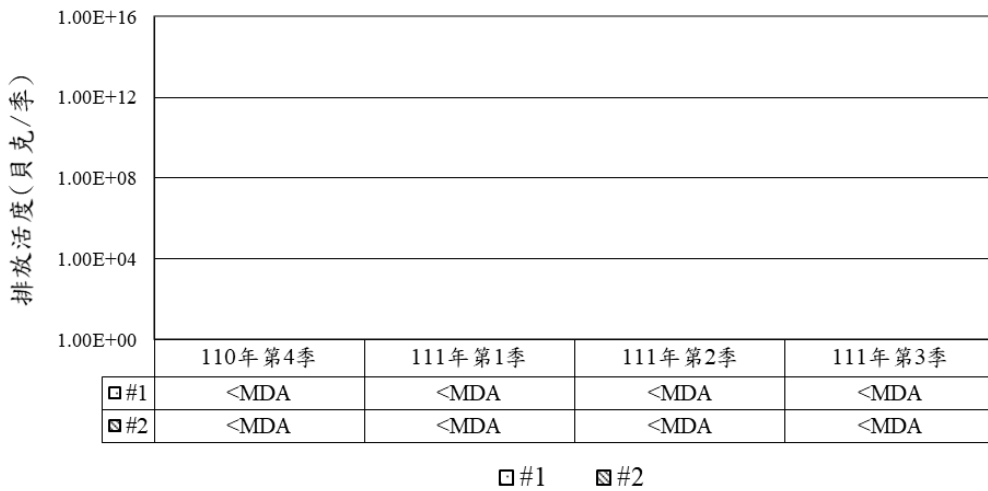 排放活度(貝克/季)
1.00E+16
1.00E+12
1.00E+08
1.00E+04
1.00E+00
110年第4季 111年第1季 111年第2季 111年第3季
#1 <MDA <MDA <MDA <MDA
#2 <MDA <MDA <MDA <MDA
#1 #2